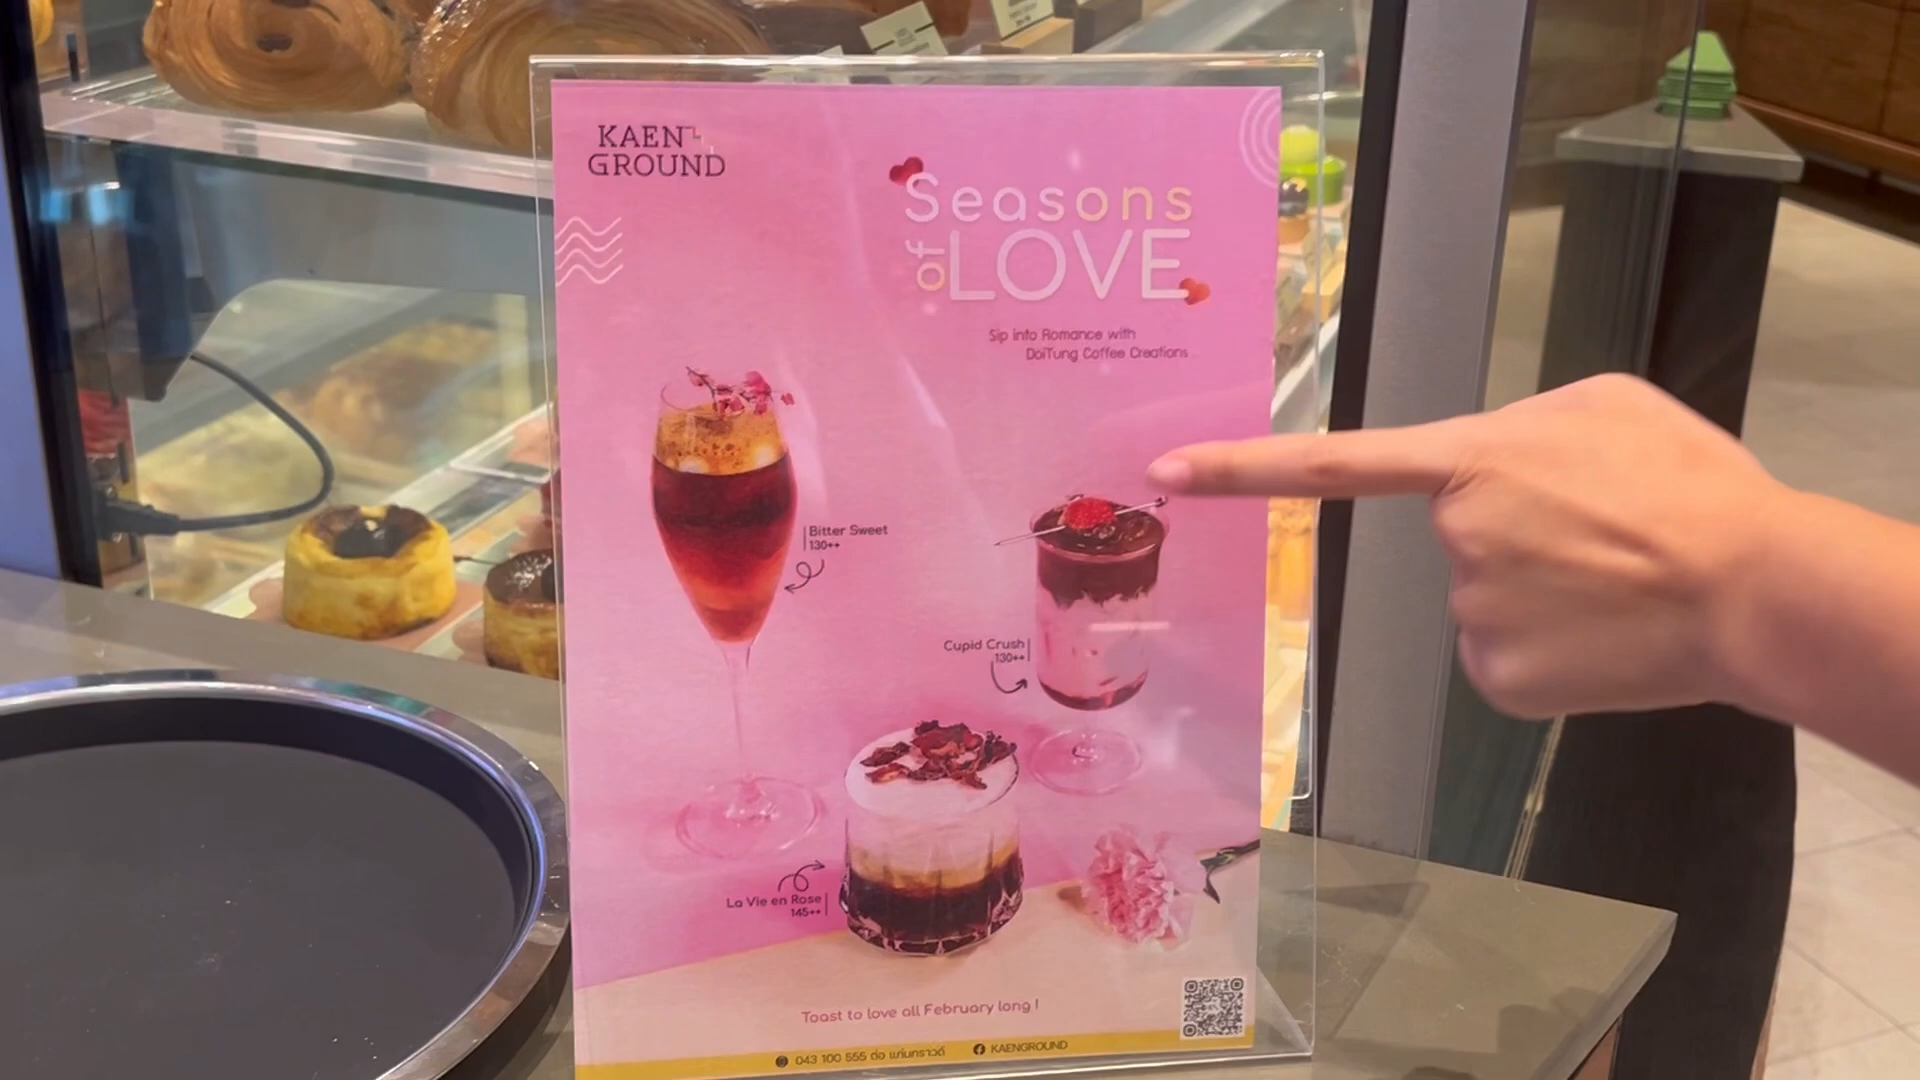 KAEN
GROUND
Seasons
of LOVE
Sip into Romance with
DoiTung Coffee Creations
Bitter Sweet
130++
Cupid Crush
130++
La Vie en Rose
145++
Toast to love all February long !
043 100 555 ต่อ แก่นกราวด์ KAENGROUND